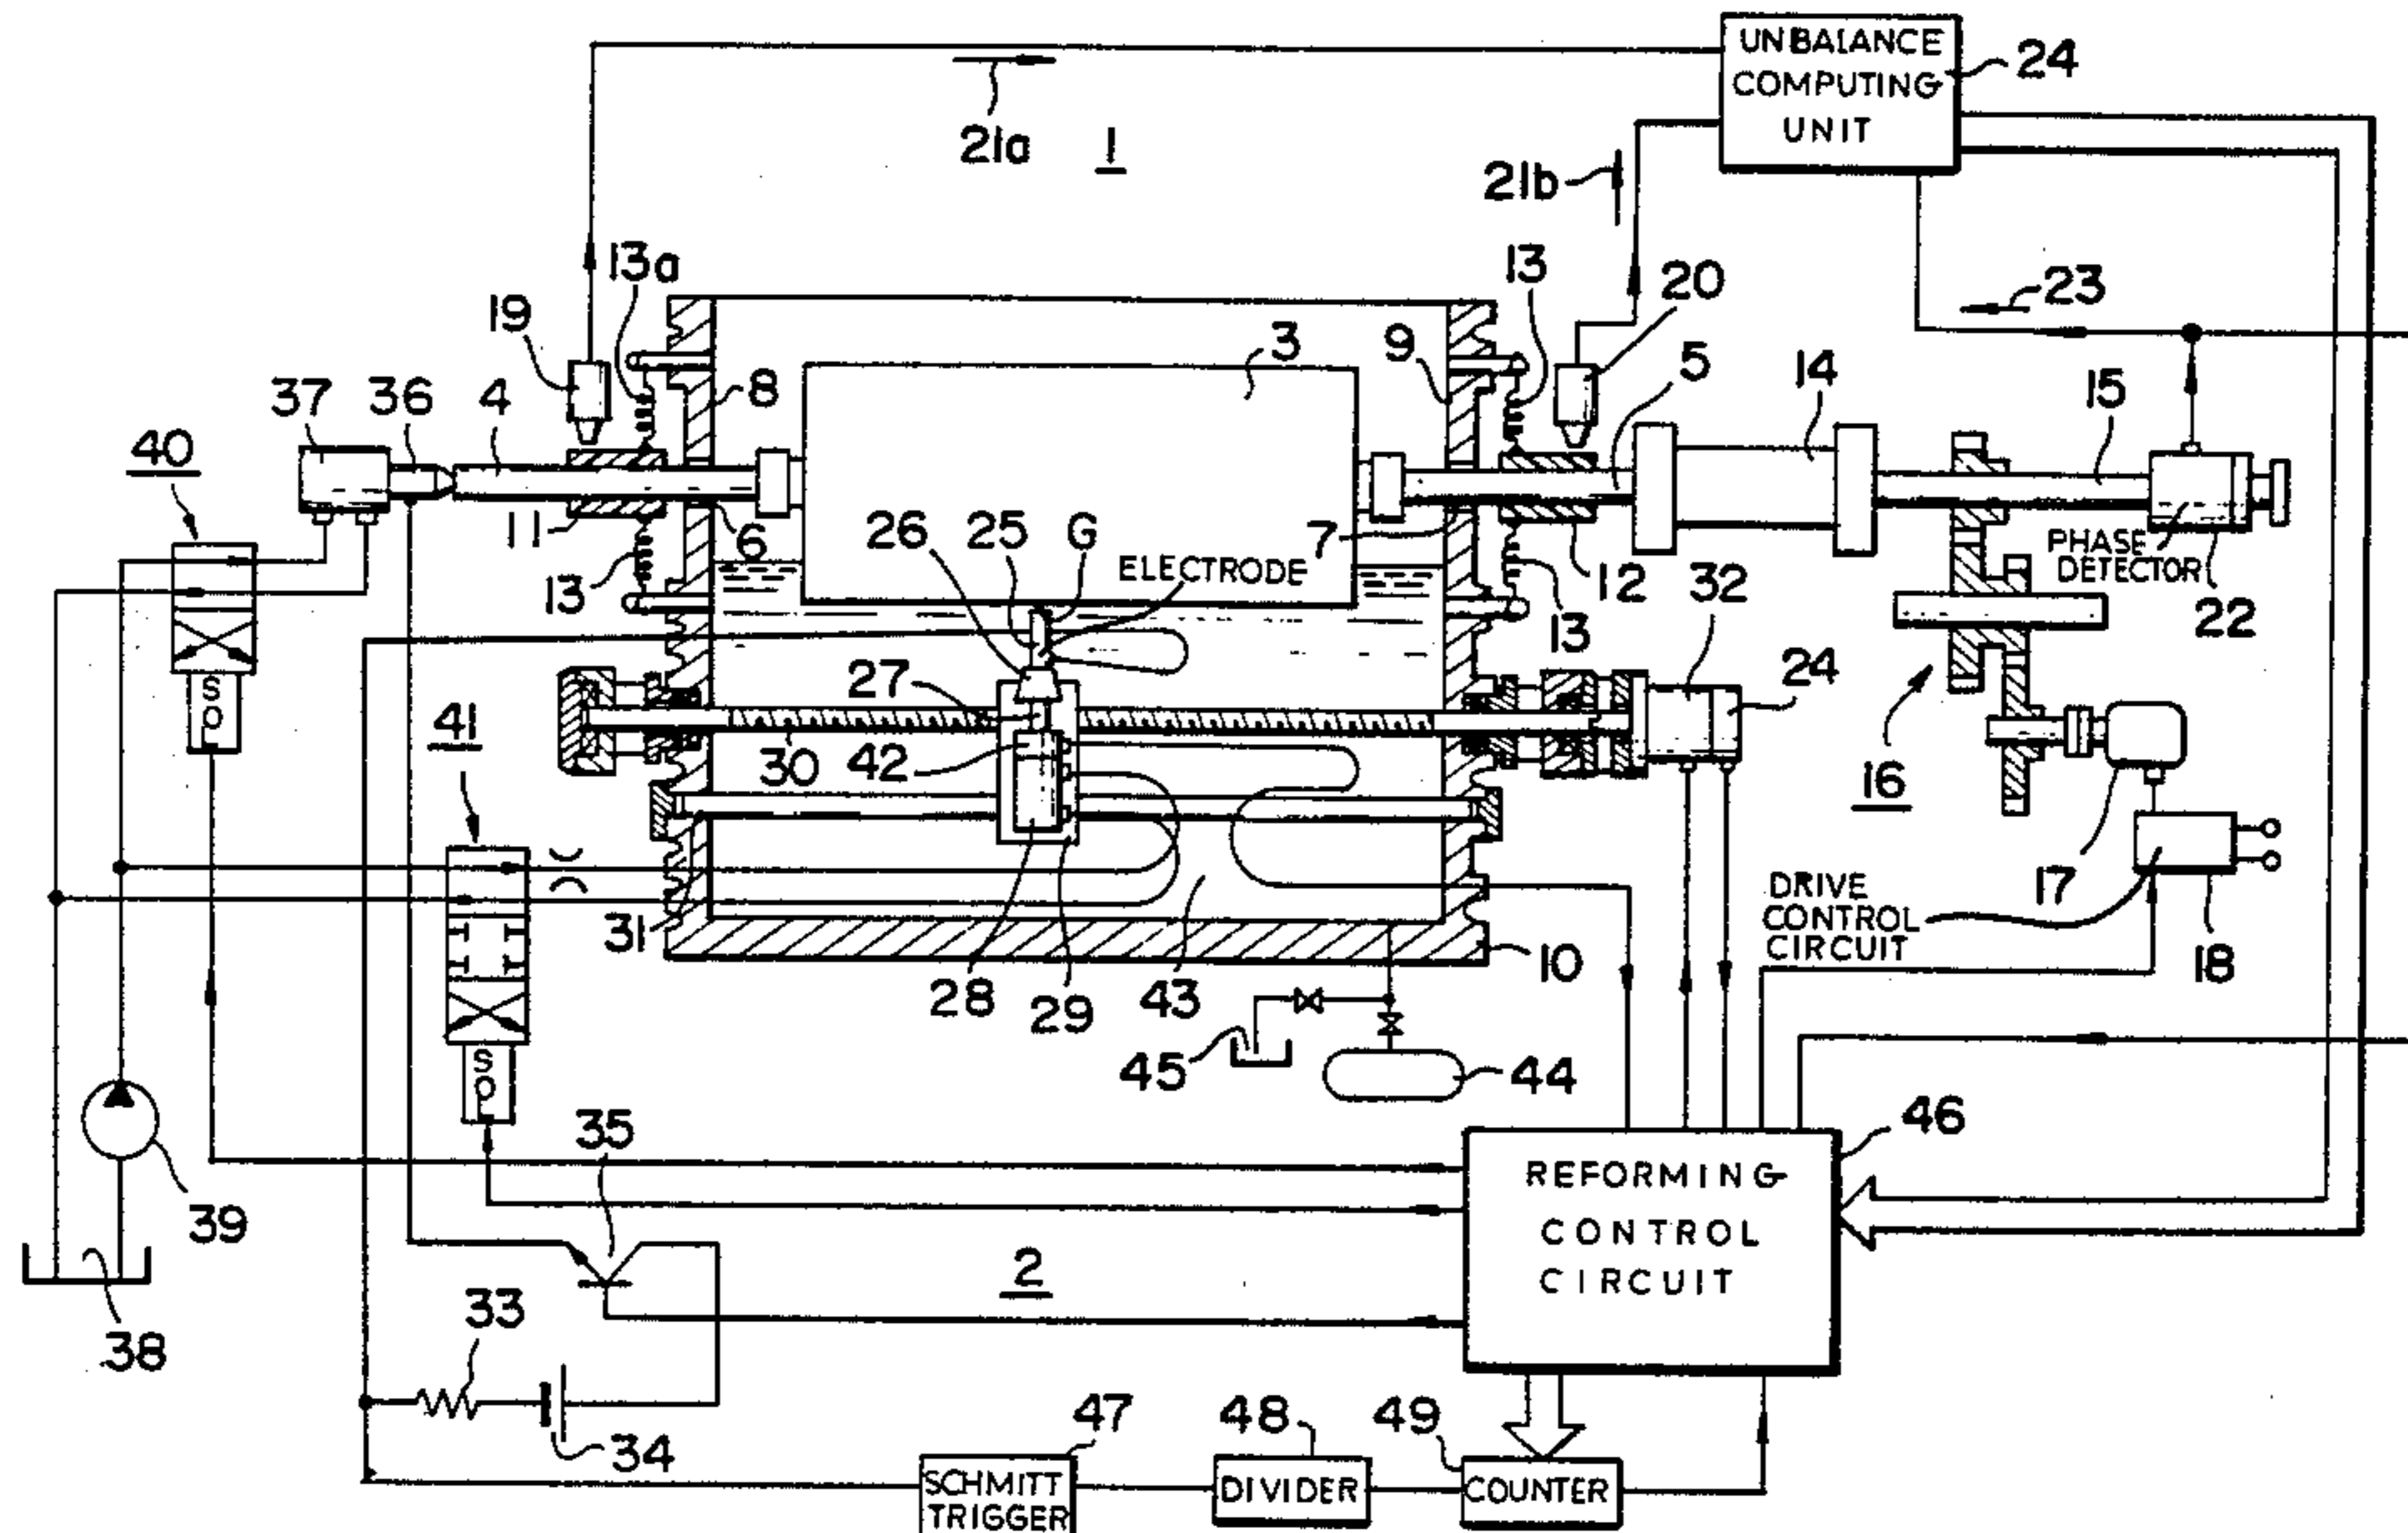 UNBALANCE
COMPUTING
UNIT
24
21a
1
21b
13a
13
20
23
19
3
9
5
14
15
37
36
4
8
40
11
6
26
25
G
7
12
PHASE
DETECTOR
22
13
ELECTRODE
13
32
24
SO
27
41
42
30
16
17
DRIVE
CONTROL
CIRCUIT
18
31
28
29
43
10
45
44
SO
35
46
39
REFORMING
CONTROL
CIRCUIT
2
38
33
34
47
48
49
SCHMITT
TRIGGER
DIVIDER
COUNTER